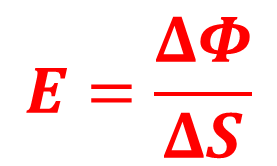 E = ΔΦ / ΔS